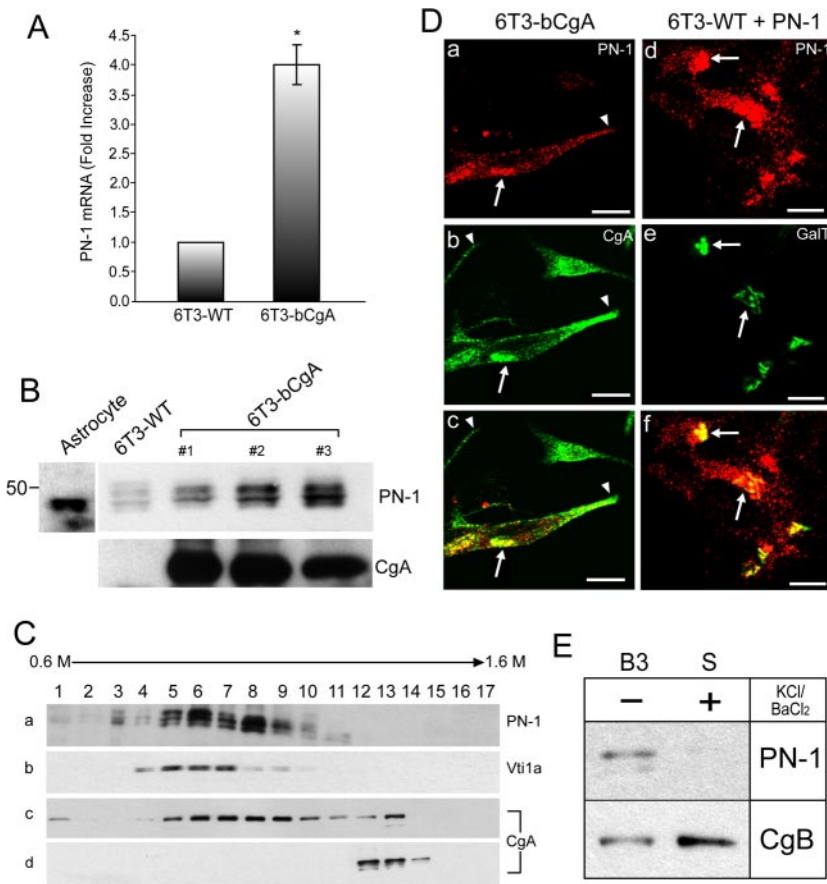 A
*
PN-1 mRNA (Fold Increase)
4.5
4.0
3.5
3.0
2.5
2.0
1.5
1.0
0.5
0.0
6T3-WT 6T3-bCgA
B
Astrocyte
6T3-WT
6T3-bCgA
#1 #2 #3
50
PN-1
CgA
C
0.6 M 1.6 M
1 2 3 4 5 6 7 8 9 10 11 12 13 14 15 16 17
a PN-1
b Vti1a
c
CgA
d
D 6T3-bCgA 6T3-WT + PN-1
a PN-1 d PN-1
b CgA e GalT
c f
E
B3 S
− + KCl/
BaCl₂
PN-1
CgB